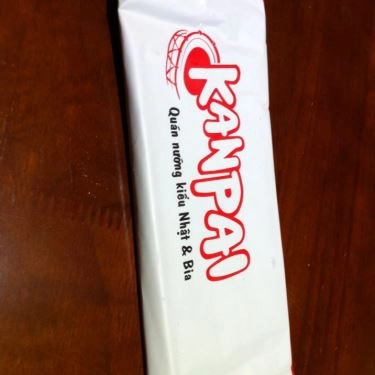 KANPAI
Quán nướng kiểu Nhật & Bia